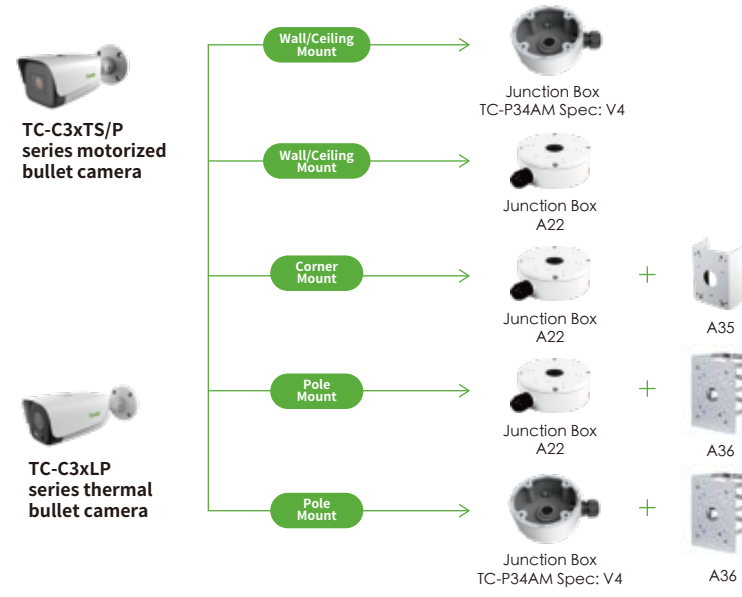 TC-C3xTS/P
series motorized
bullet camera
TC-C3xLP
series thermal
bullet camera
Wall/Ceiling
Mount
Junction Box
TC-P34AM Spec: V4
Wall/Ceiling
Mount
Junction Box
A22
Corner
Mount
Junction Box
A22
+
A35
Pole
Mount
Junction Box
A22
+
A36
Pole
Mount
Junction Box
TC-P34AM Spec: V4
+
A36